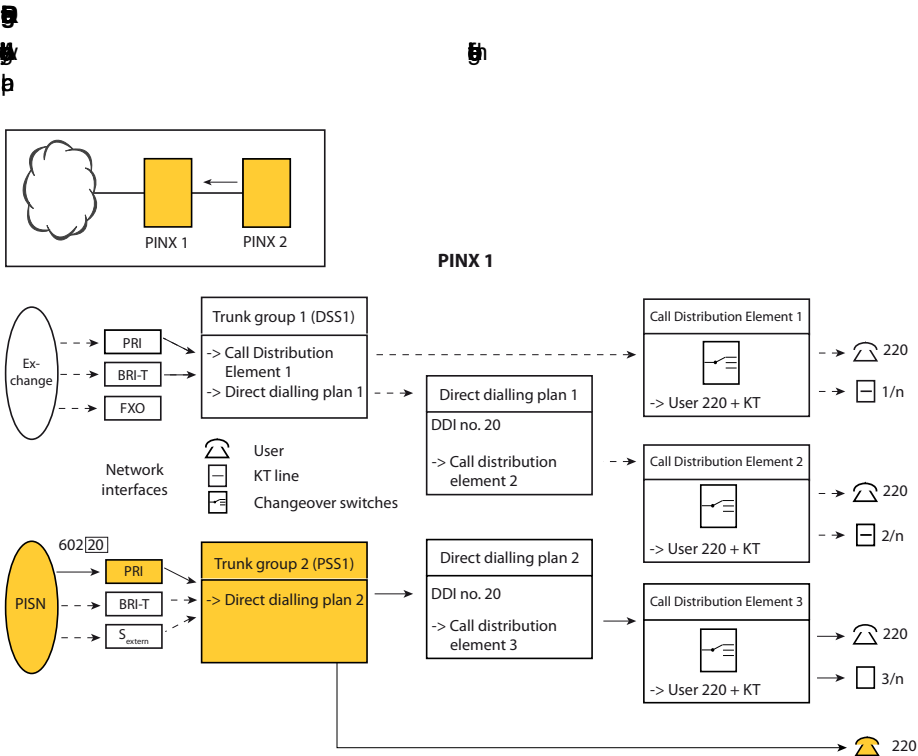 PINX 1
PINX 2
PINX 1
Ex-
change
PRI
BRI-T
FXO
Trunk group 1 (DSS1)
-> Call Distribution
Element 1
-> Direct dialling plan 1
Direct dialling plan 1
DDI no. 20
-> Call distribution
element 2
Call Distribution Element 1
-> User 220 + KT
220
1/n
Network
interfaces
User
KT line
Changeover switches
Call Distribution Element 2
-> User 220 + KT
220
2/n
PISN
602 20
PRI
BRI-T
Sextern
Trunk group 2 (PSS1)
-> Direct dialling plan 2
Direct dialling plan 2
DDI no. 20
-> Call distribution
element 3
Call Distribution Element 3
-> User 220 + KT
220
3/n
220